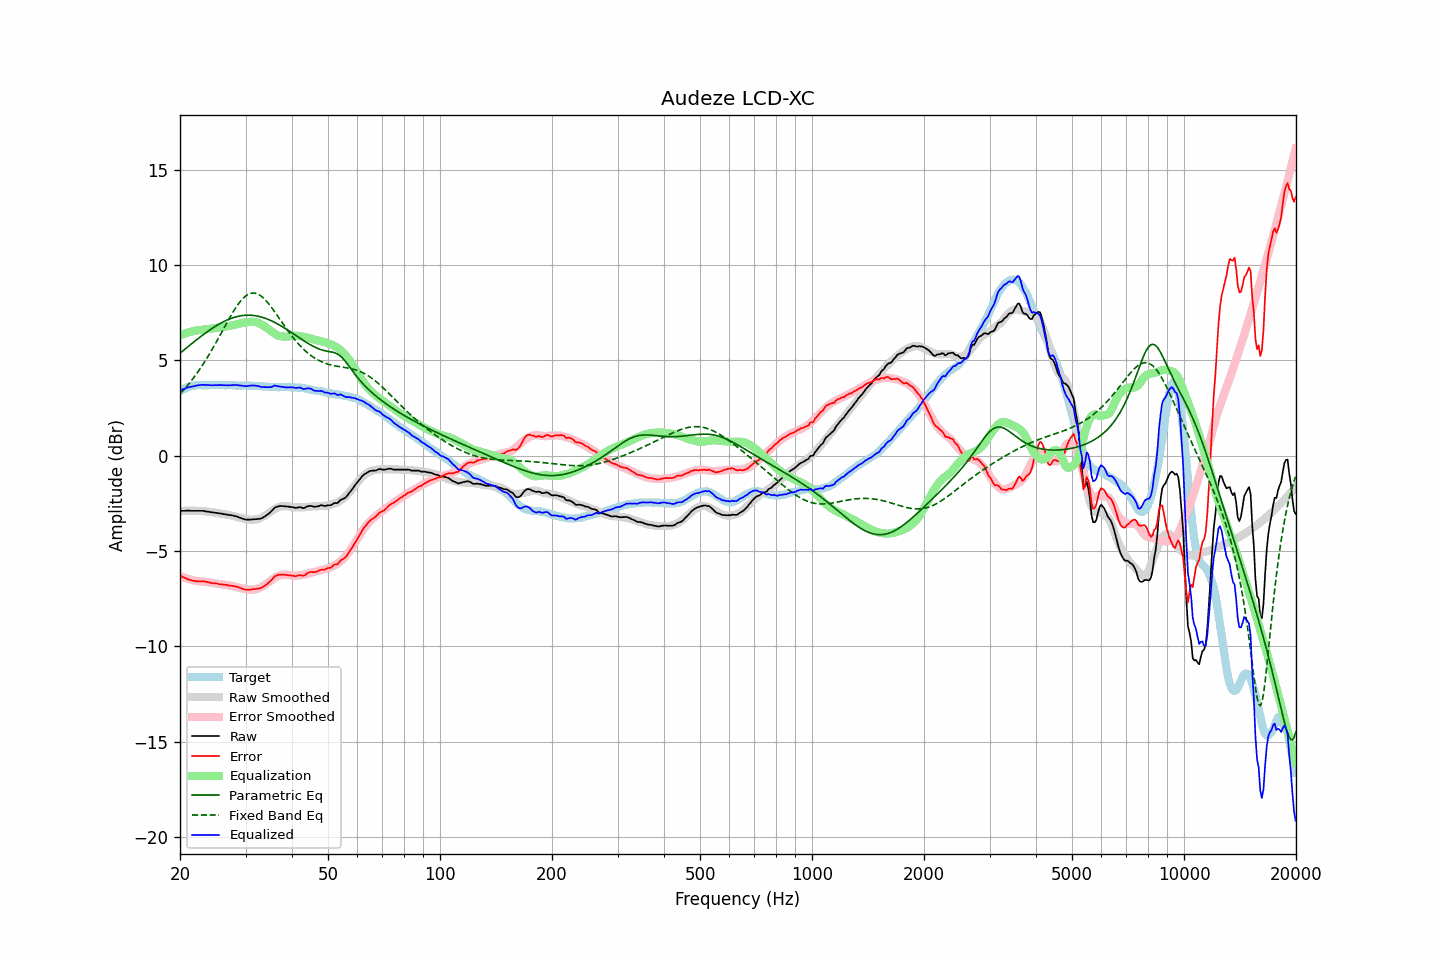 Audeze LCD-XC
Amplitude (dBr)
15
10
5
0
−5
−10
−15
−20
Target
Raw Smoothed
Error Smoothed
Raw
Error
Equalization
Parametric Eq
Fixed Band Eq
Equalized
20 50 100 200 500 1000 2000 5000 10000 20000
Frequency (Hz)